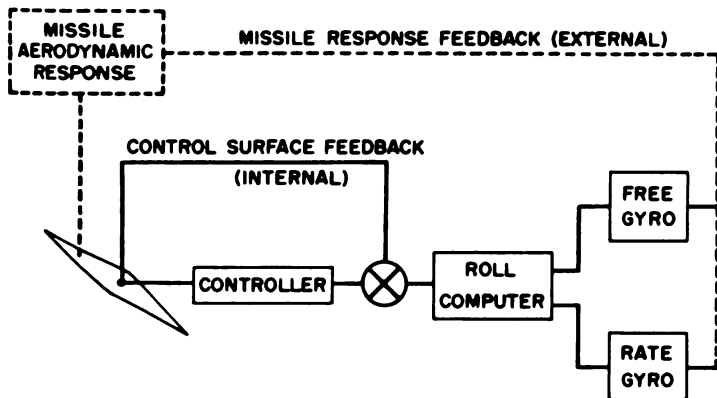 MISSILE
AERODYNAMIC
RESPONSE
MISSILE RESPONSE FEEDBACK (EXTERNAL)
CONTROL SURFACE FEEDBACK
(INTERNAL)
FREE
GYRO
CONTROLLER
ROLL
COMPUTER
RATE
GYRO